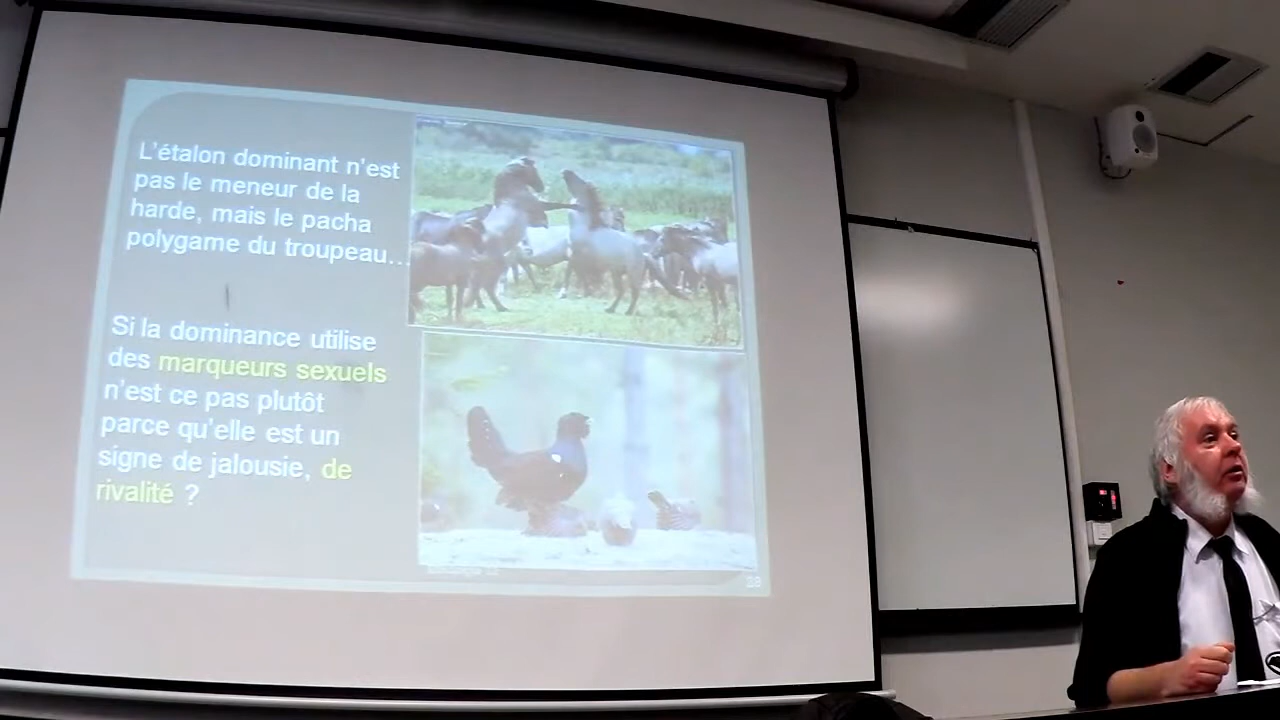 L'étalon dominant n'est
pas le meneur de la
harde, mais le pacha
polygame du troupeau...
Si la dominance utilise
des marqueurs sexuels
n'est ce pas plutôt
parce qu'elle est un
signe de jalousie, de
rivalité ?
28